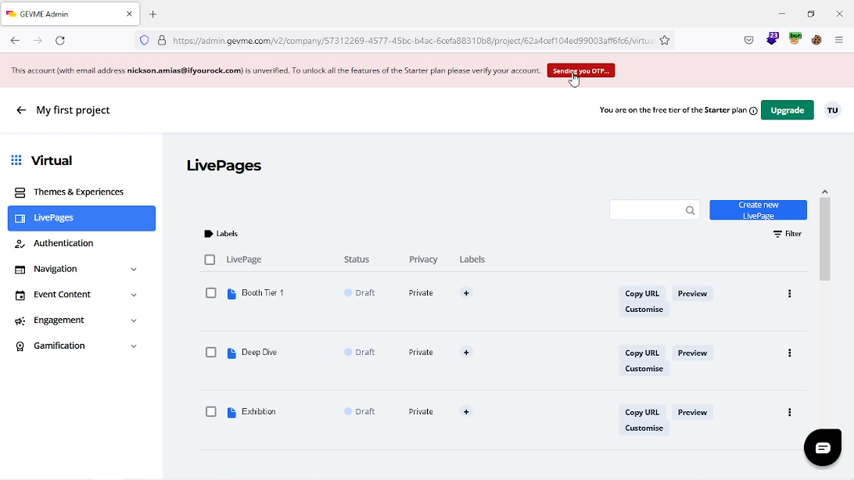 GEVME Admin
https://admin.gevme.com/v2/company/57312269-4577-45bc-b4ac-6cefa88310b8/project/62a4cef104ed99003aff6fc6/virtua
23
This account (with email address nickson.amias@ifyourock.com) is unverified. To unlock all the features of the Starter plan please verify your account. Sending you OTP...
My first project
You are on the free tier of the Starter plan Upgrade TU
Virtual
Themes & Experiences
LivePages
Authentication
Navigation
Event Content
Engagement
Gamification
LivePages
Create new
LivePage
Labels
Filter
LivePage Status Privacy Labels
Booth Tier 1 Draft Private + Copy URL Preview
Customise
Deep Dive Draft Private + Copy URL Preview
Customise
Exhibition Draft Private + Copy URL Preview
Customise